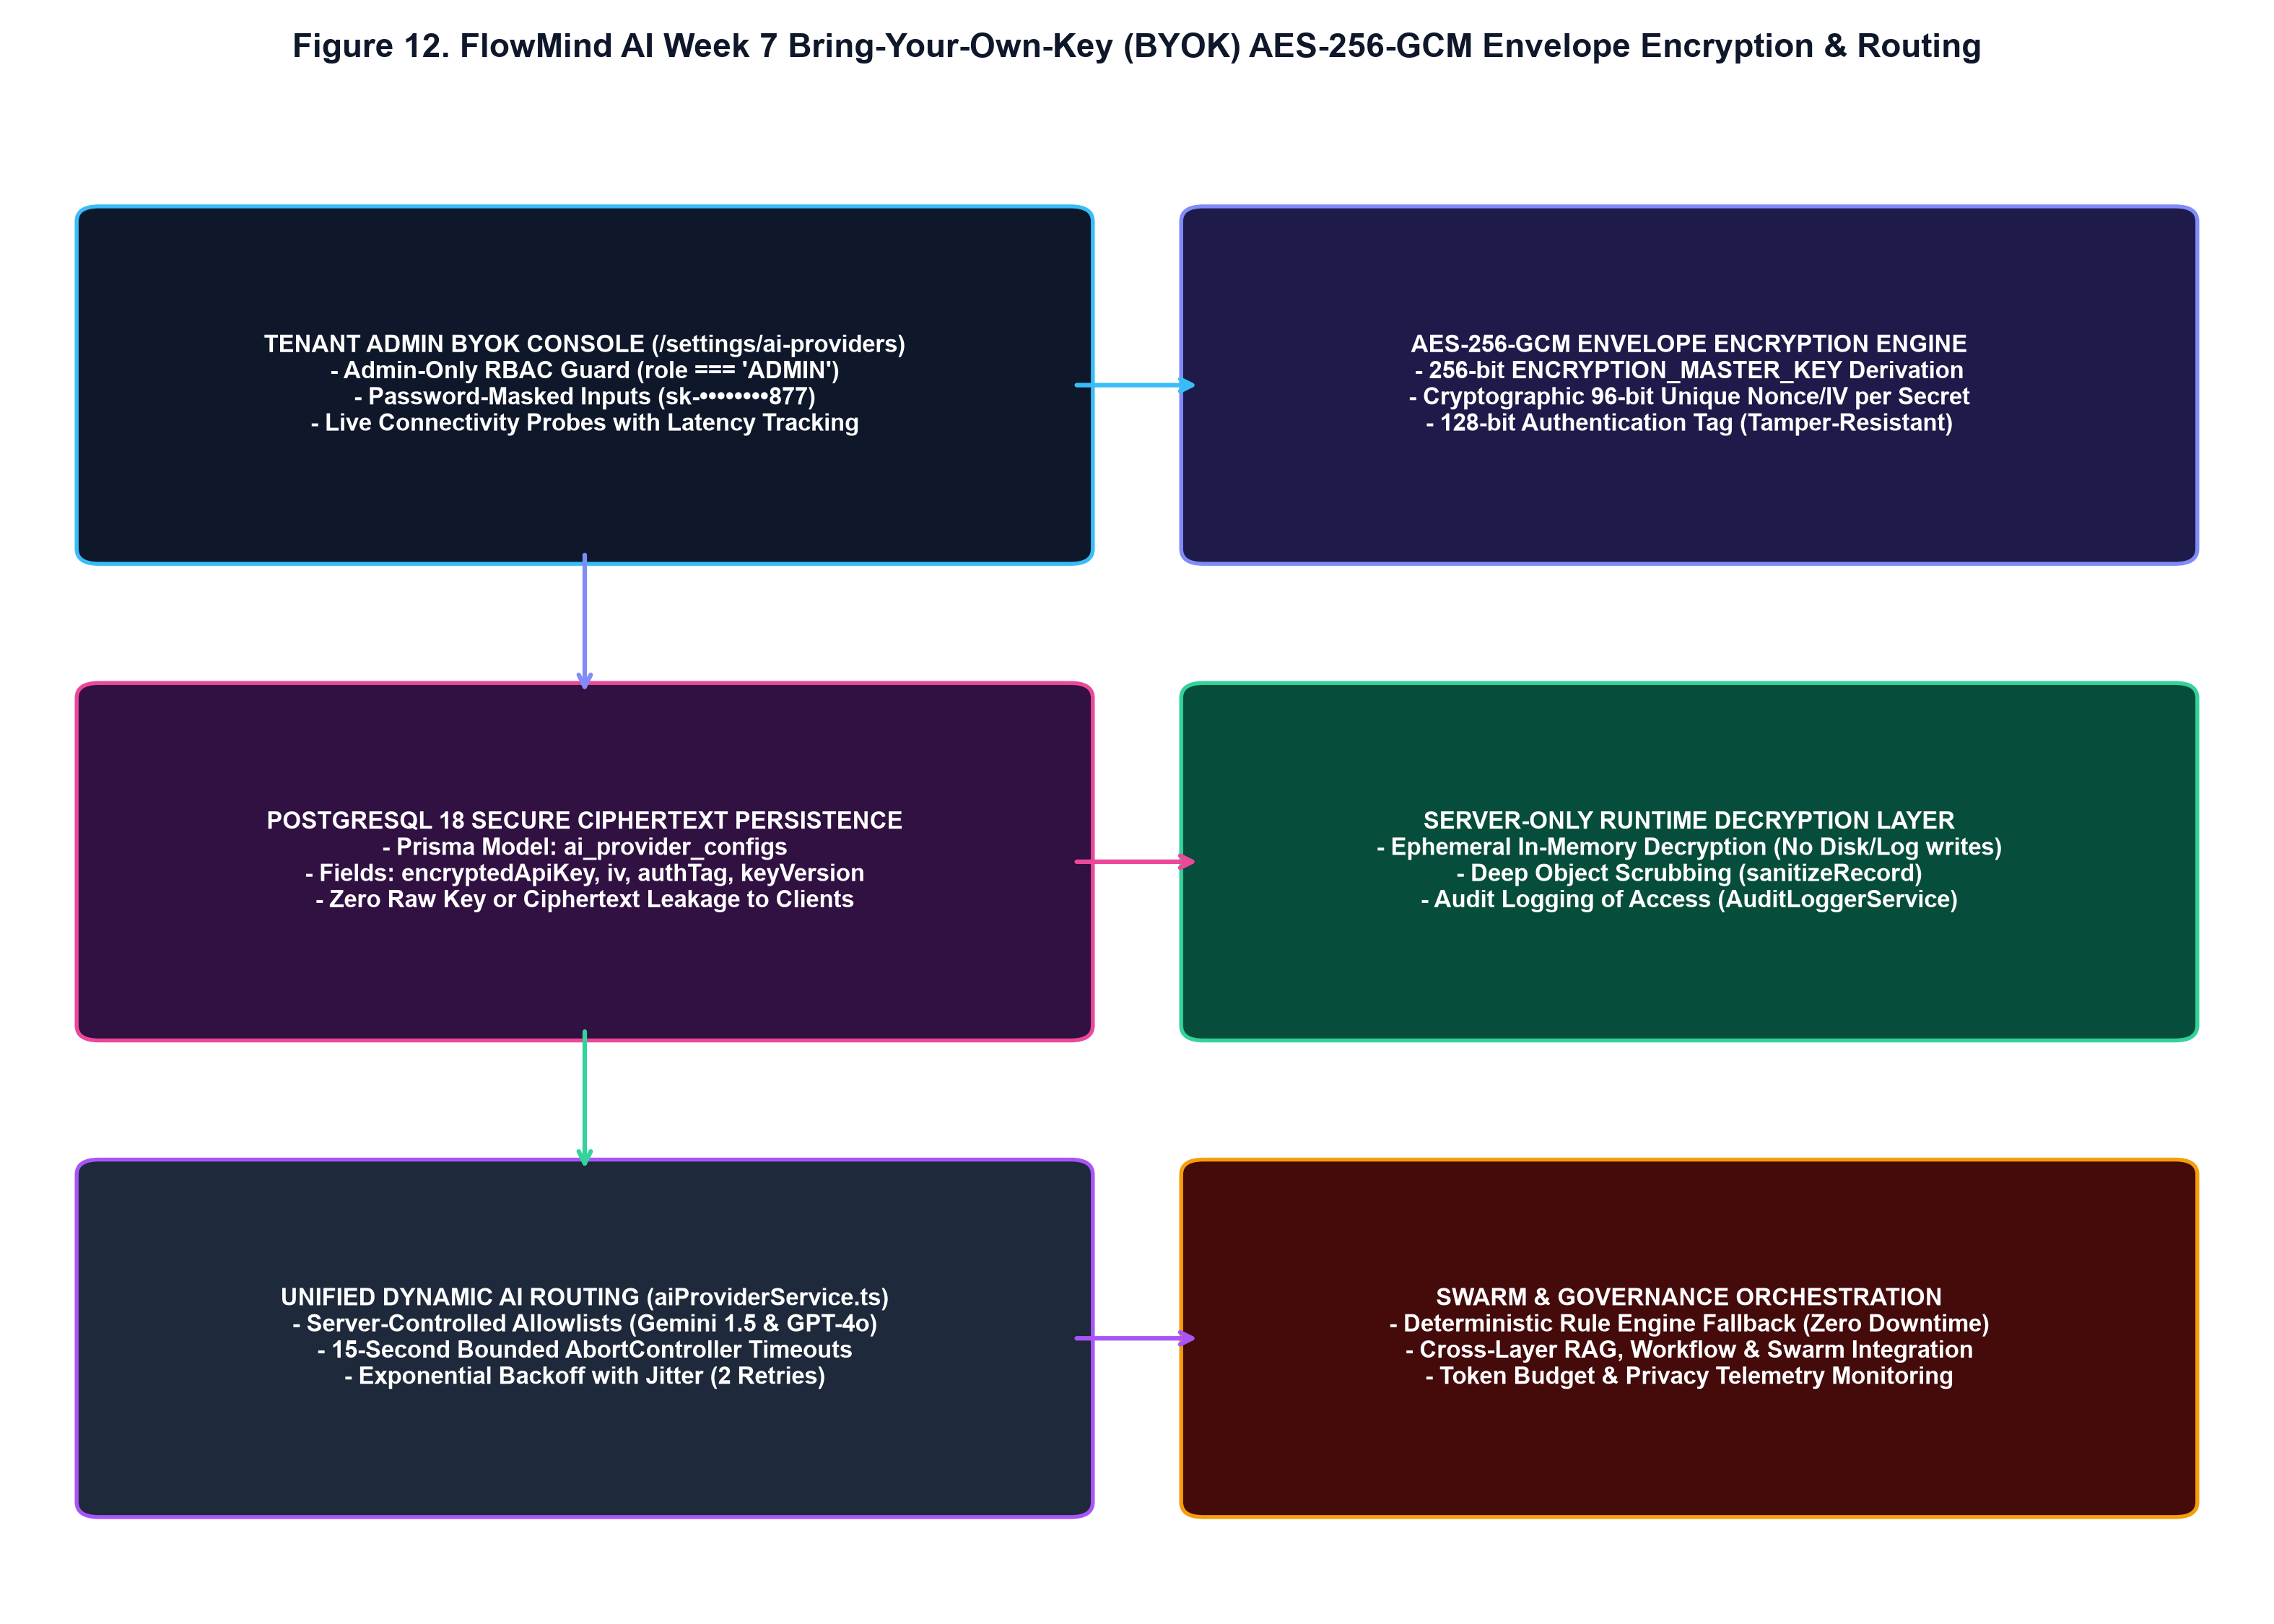 Figure 12. FlowMind AI Week 7 Bring-Your-Own-Key (BYOK) AES-256-GCM Envelope Encryption & Routing
TENANT ADMIN BYOK CONSOLE (/settings/ai-providers)
- Admin-Only RBAC Guard (role === 'ADMIN')
- Password-Masked Inputs (sk-••••••••877)
- Live Connectivity Probes with Latency Tracking
AES-256-GCM ENVELOPE ENCRYPTION ENGINE
- 256-bit ENCRYPTION_MASTER_KEY Derivation
- Cryptographic 96-bit Unique Nonce/IV per Secret
- 128-bit Authentication Tag (Tamper-Resistant)
POSTGRESQL 18 SECURE CIPHERTEXT PERSISTENCE
- Prisma Model: ai_provider_configs
- Fields: encryptedApiKey, iv, authTag, keyVersion
- Zero Raw Key or Ciphertext Leakage to Clients
SERVER-ONLY RUNTIME DECRYPTION LAYER
- Ephemeral In-Memory Decryption (No Disk/Log writes)
- Deep Object Scrubbing (sanitizeRecord)
- Audit Logging of Access (AuditLoggerService)
UNIFIED DYNAMIC AI ROUTING (aiProviderService.ts)
- Server-Controlled Allowlists (Gemini 1.5 & GPT-4o)
- 15-Second Bounded AbortController Timeouts
- Exponential Backoff with Jitter (2 Retries)
SWARM & GOVERNANCE ORCHESTRATION
- Deterministic Rule Engine Fallback (Zero Downtime)
- Cross-Layer RAG, Workflow & Swarm Integration
- Token Budget & Privacy Telemetry Monitoring